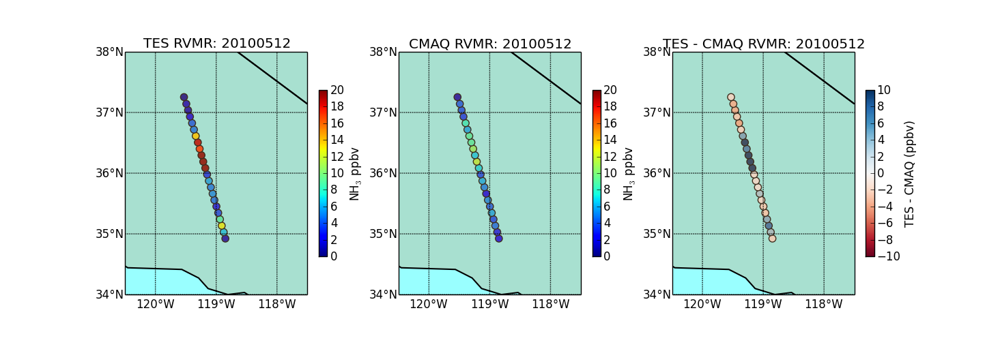 TES RVMR: 20100512
38°N
37°N
36°N
35°N
34°N
120°W
119°W
118°W
20
18
16
14
12
10
8
6
4
2
0
NH₃ ppbv
CMAQ RVMR: 20100512
38°N
37°N
36°N
35°N
34°N
120°W
119°W
118°W
20
18
16
14
12
10
8
6
4
2
0
NH₃ ppbv
TES - CMAQ RVMR: 20100512
38°N
37°N
36°N
35°N
34°N
120°W
119°W
118°W
10
8
6
4
2
0
−2
−4
−6
−8
−10
TES - CMAQ (ppbv)